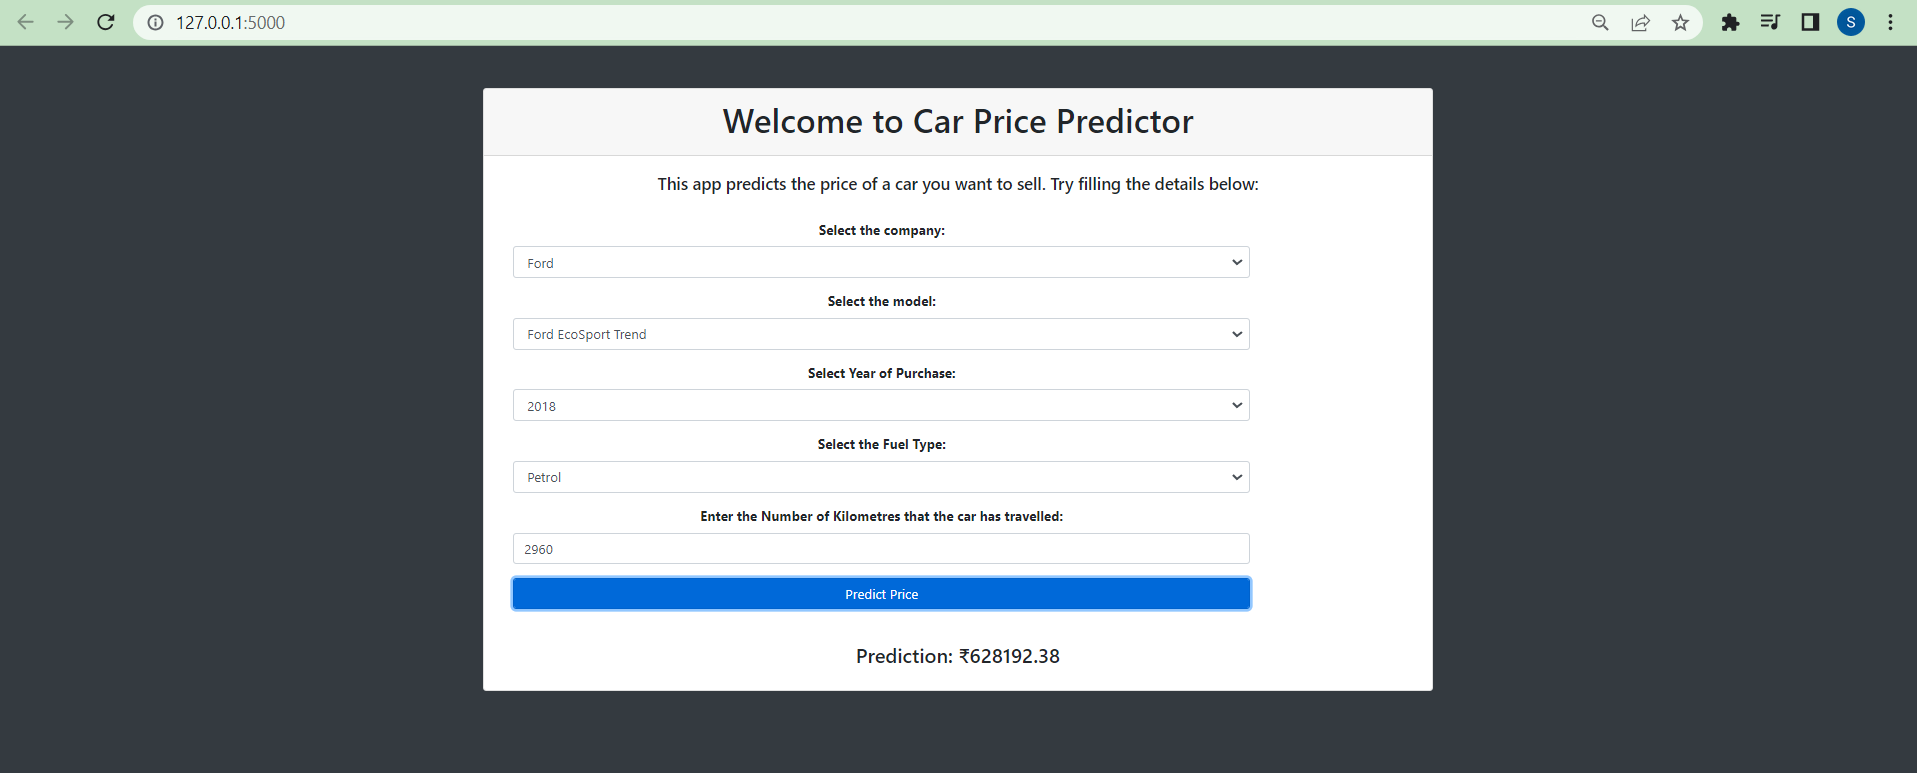 127.0.0.1:5000
S
Welcome to Car Price Predictor
This app predicts the price of a car you want to sell. Try filling the details below:
Select the company:
Ford
Select the model:
Ford EcoSport Trend
Select Year of Purchase:
2018
Select the Fuel Type:
Petrol
Enter the Number of Kilometres that the car has travelled:
2960
Predict Price
Prediction: ₹628192.38